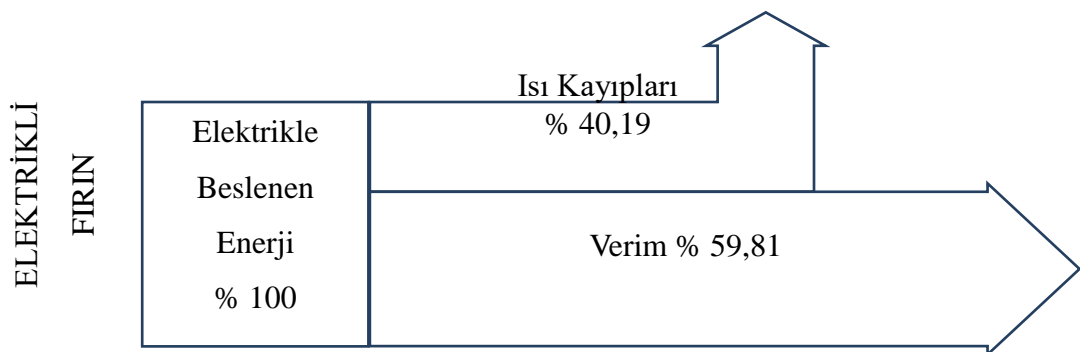 ELEKTRİKLİ
FIRIN
Elektrikle
Beslenen
Enerji
% 100
Isı Kayıpları
% 40,19
Verim % 59,81